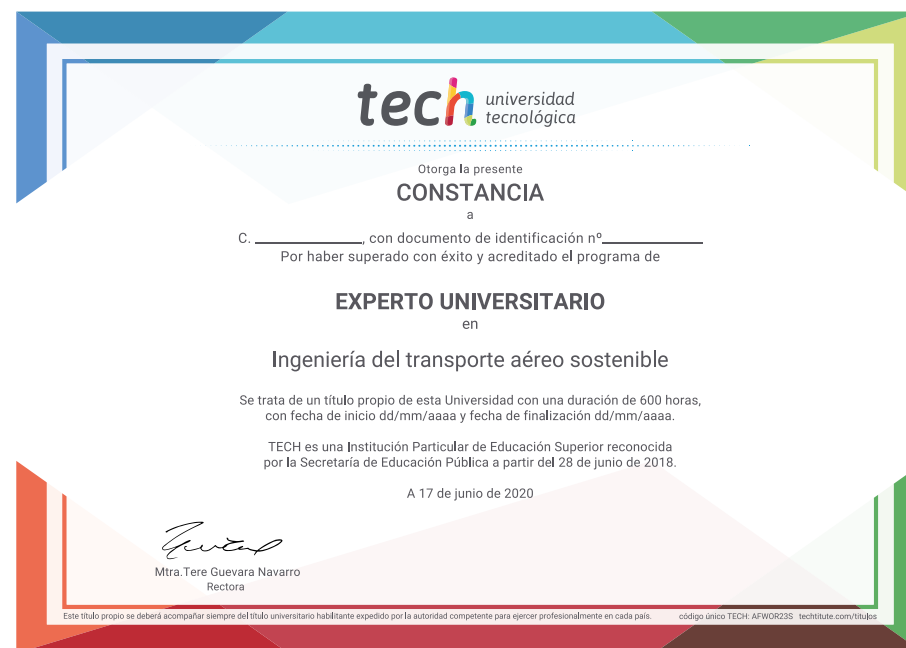 tech universidad
tecnológica
Otorga la presente
CONSTANCIA
a
C. ____________, con documento de identificación nº____________
Por haber superado con éxito y acreditado el programa de
EXPERTO UNIVERSITARIO
en
Ingeniería del transporte aéreo sostenible
Se trata de un título propio de esta Universidad con una duración de 600 horas,
con fecha de inicio dd/mm/aaaa y fecha de finalización dd/mm/aaaa.
TECH es una Institución Particular de Educación Superior reconocida
por la Secretaría de Educación Pública a partir del 28 de junio de 2018.
A 17 de junio de 2020
Mtra.Tere Guevara Navarro
Rectora
Este título propio se deberá acompañar siempre del título universitario habilitante expedido por la autoridad competente para ejercer profesionalmente en cada país. código único TECH: AFWOR23S techtitute.com/titulos